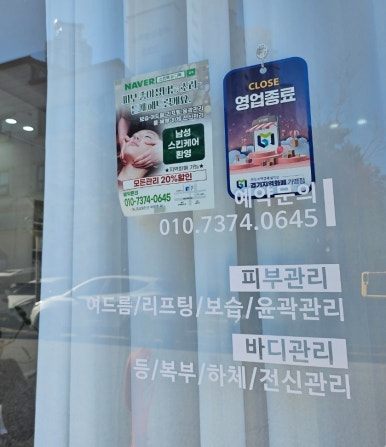 NAVER
남성
스킨케어
환영
모든관리 20%할인
010-7374-0645
CLOSE
영업종료
경기지역화폐 가맹점
예약문의
010.7374.0645
피부관리
여드름/리프팅/보습/윤곽관리
바디관리
등/복부/하체/전신관리